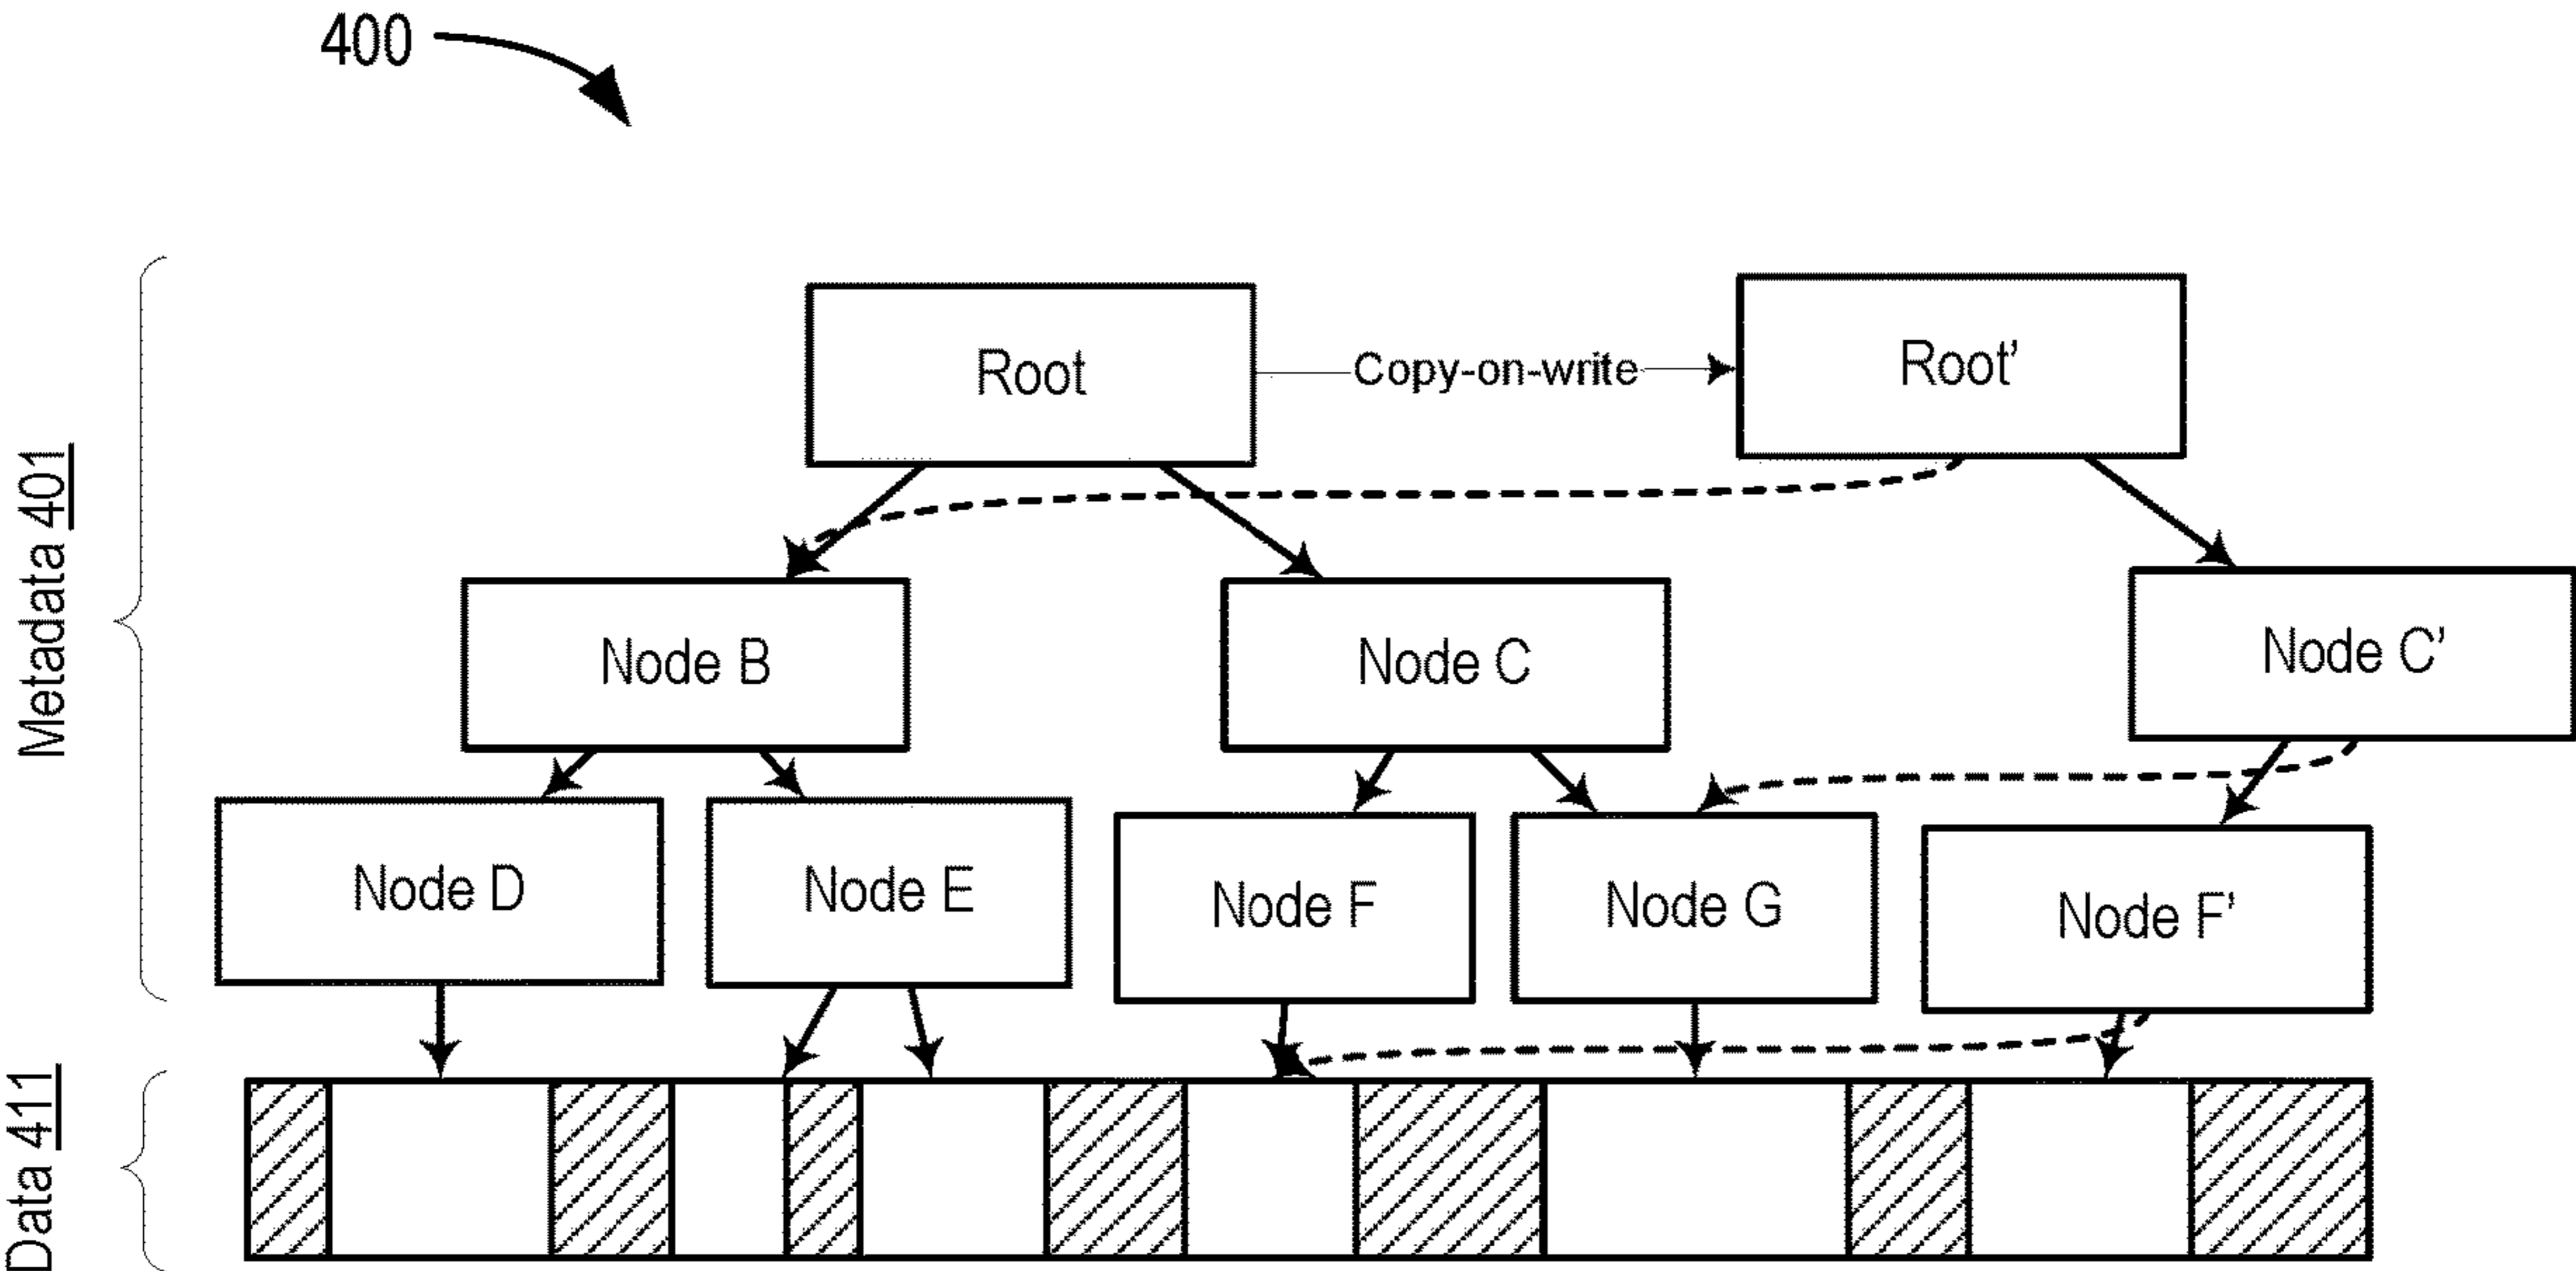 400
Root
Copy-on-write
Root'
Metadata 401
Node B
Node C
Node C'
Node D
Node E
Node F
Node G
Node F'
Data 411